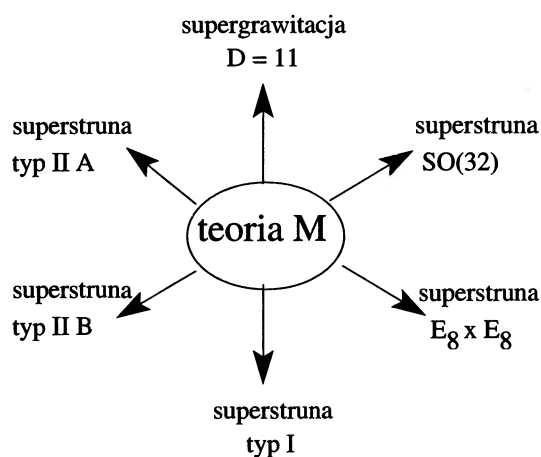 supergrawitacja
D = 11
superstruna
typ II A
superstruna
SO(32)
teoria M
superstruna
typ II B
superstruna
E₈ x E₈
superstruna
typ I